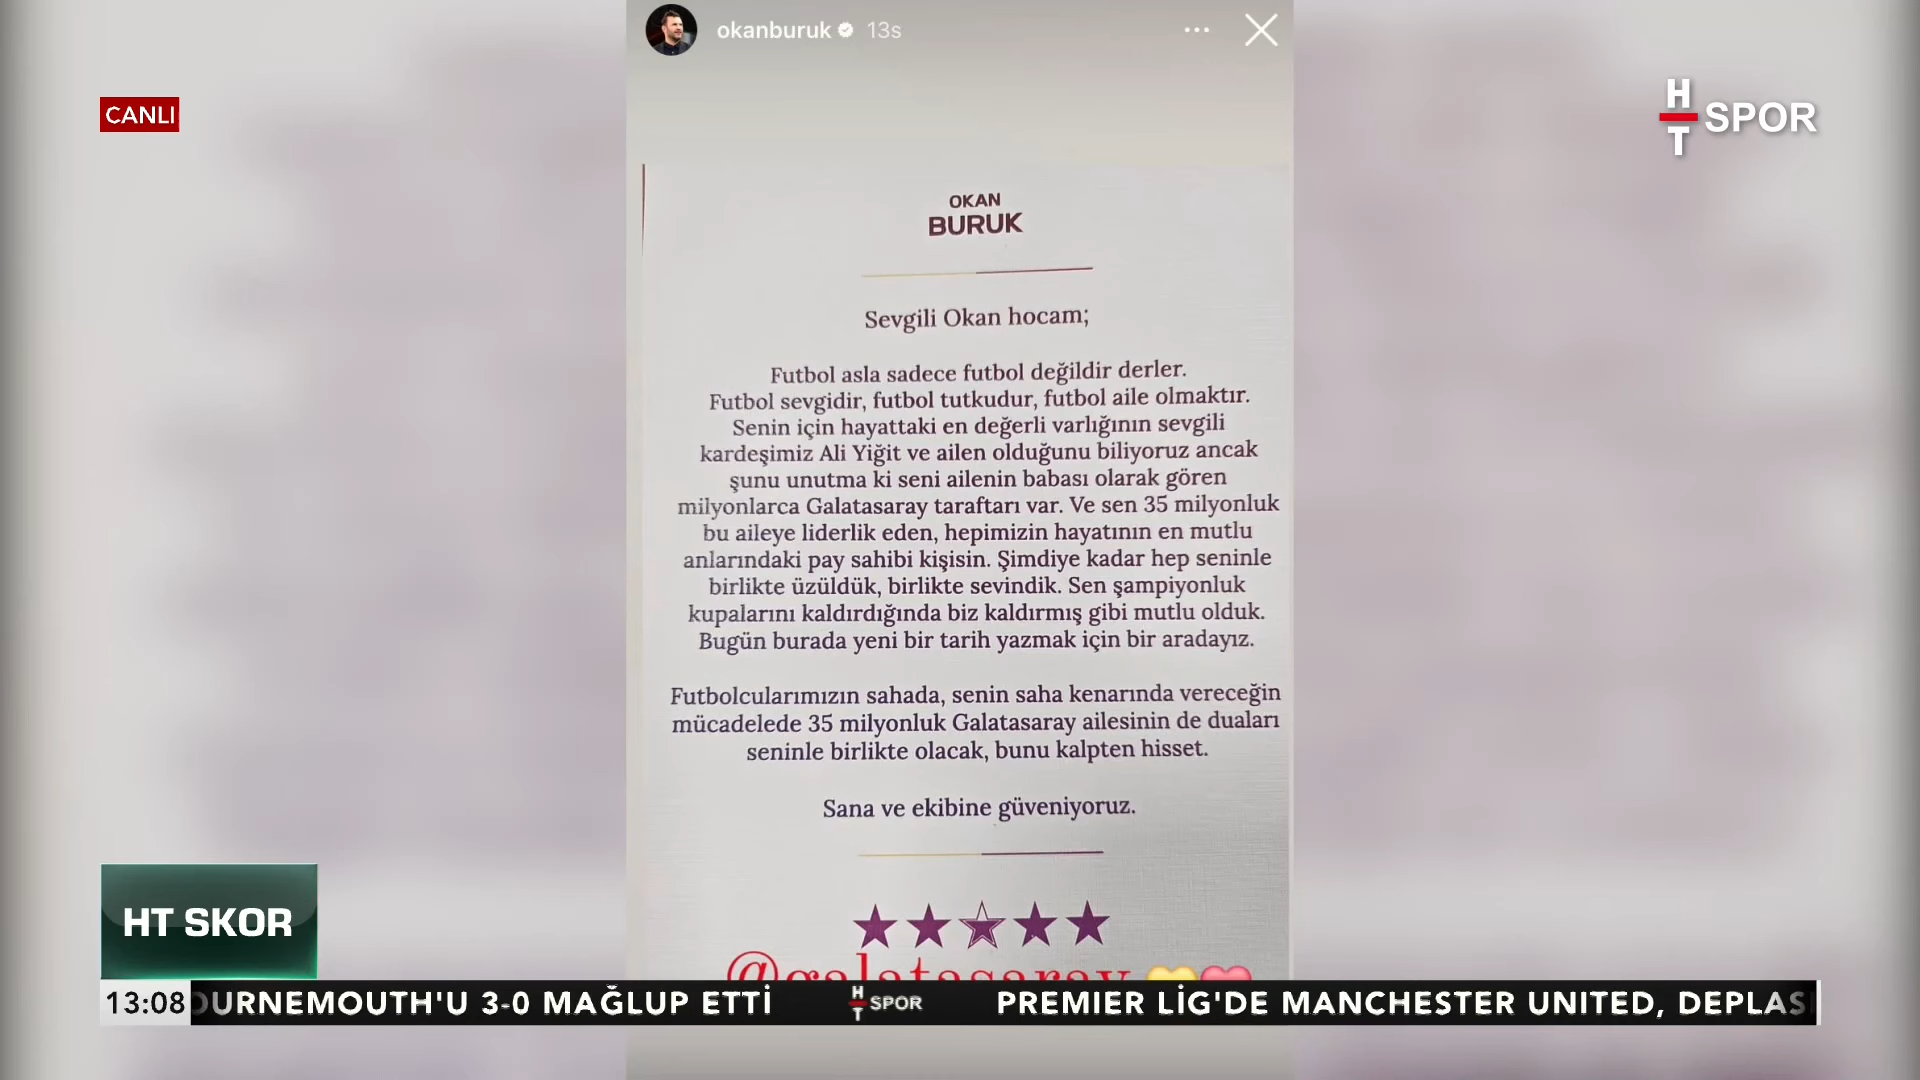 okanburuk 13s
CANLI
HT SPOR
OKAN
BURUK
Sevgili Okan hocam;
Futbol asla sadece futbol değildir derler.
Futbol sevgidir, futbol tutkudur, futbol aile olmaktır.
Senin için hayattaki en değerli varlığının sevgili
kardeşimiz Ali Yiğit ve ailen olduğunu biliyoruz ancak
şunu unutma ki seni ailenin babası olarak gören
milyonlarca Galatasaray taraftarı var. Ve sen 35 milyonluk
bu aileye liderlik eden, hepimizin hayatının en mutlu
anlarındaki pay sahibi kişisin. Şimdiye kadar hep seninle
birlikte üzüldük, birlikte sevindik. Sen şampiyonluk
kupalarını kaldırdığında biz kaldırmış gibi mutlu olduk.
Bugün burada yeni bir tarih yazmak için bir aradayız.
Futbolcularımızın sahada, senin saha kenarında vereceğin
mücadelede 35 milyonluk Galatasaray ailesinin de duaları
seninle birlikte olacak, bunu kalpten hisset.
Sana ve ekibine güveniyoruz.
@galatasaray
HT SKOR
13:08 OURNEMOUTH'U 3-0 MAĞLUP ETTİ HT SPOR PREMIER LİG'DE MANCHESTER UNITED, DEPLAS